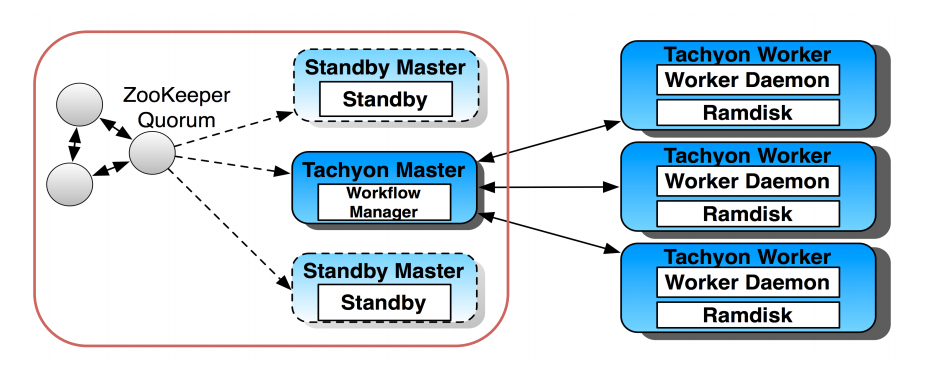 ZooKeeper
Quorum
Standby Master
Standby
Tachyon Master
Workflow
Manager
Standby Master
Standby
Tachyon Worker
Worker Daemon
Ramdisk
Tachyon Worker
Worker Daemon
Ramdisk
Tachyon Worker
Worker Daemon
Ramdisk